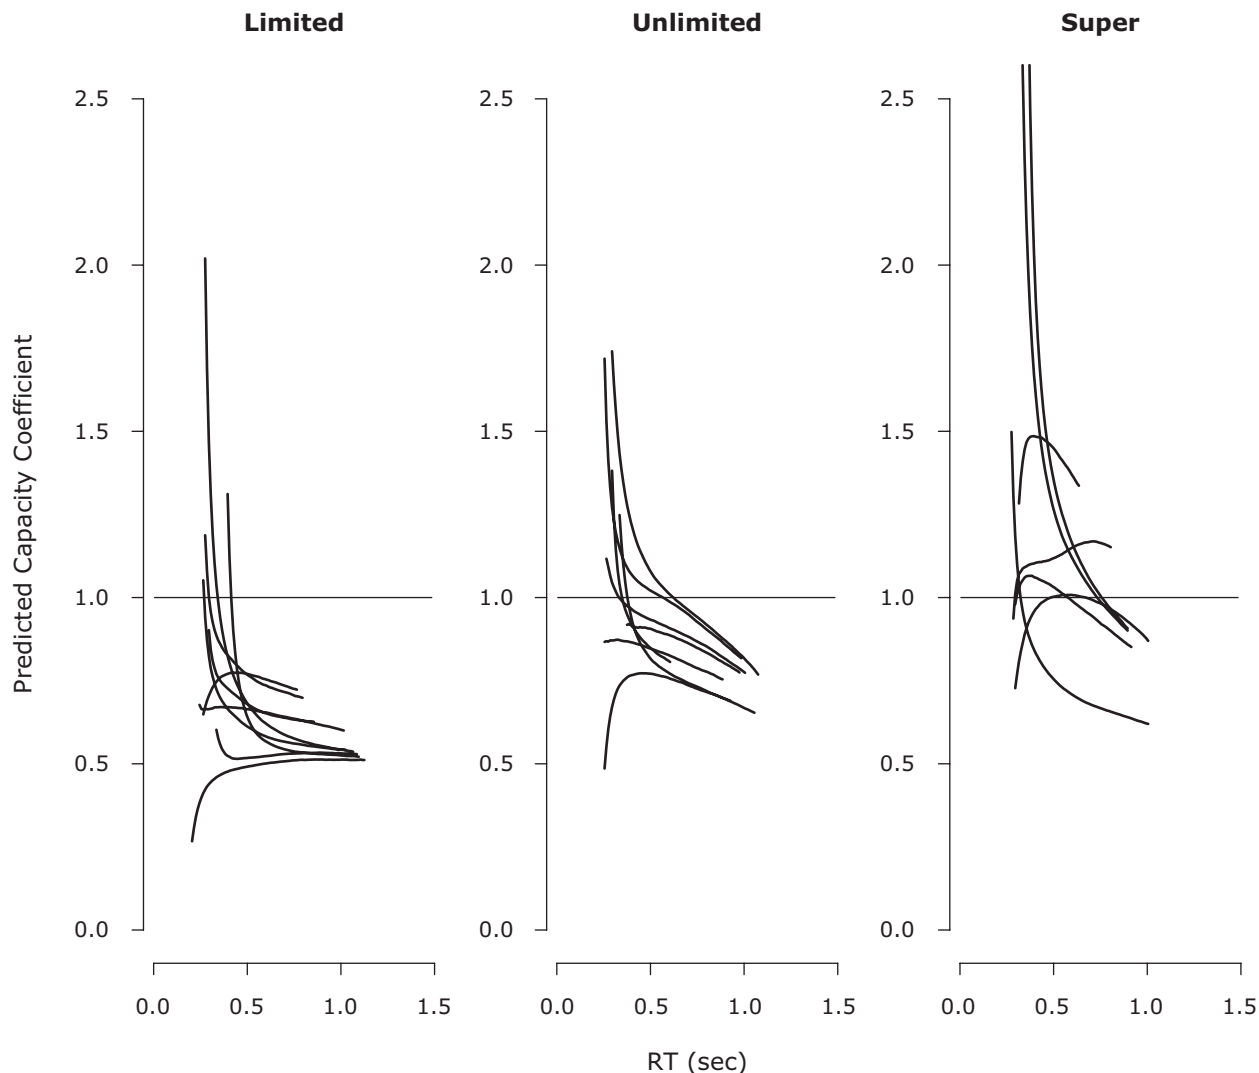 Limited Unlimited Super
2.5 2.5 2.5
2.0 2.0 2.0
1.5 1.5 1.5
1.0 1.0 1.0
0.5 0.5 0.5
0.0 0.0 0.0
0.0 0.5 1.0 1.5 0.0 0.5 1.0 1.5 0.0 0.5 1.0 1.5
Predicted Capacity Coefficient
RT (sec)